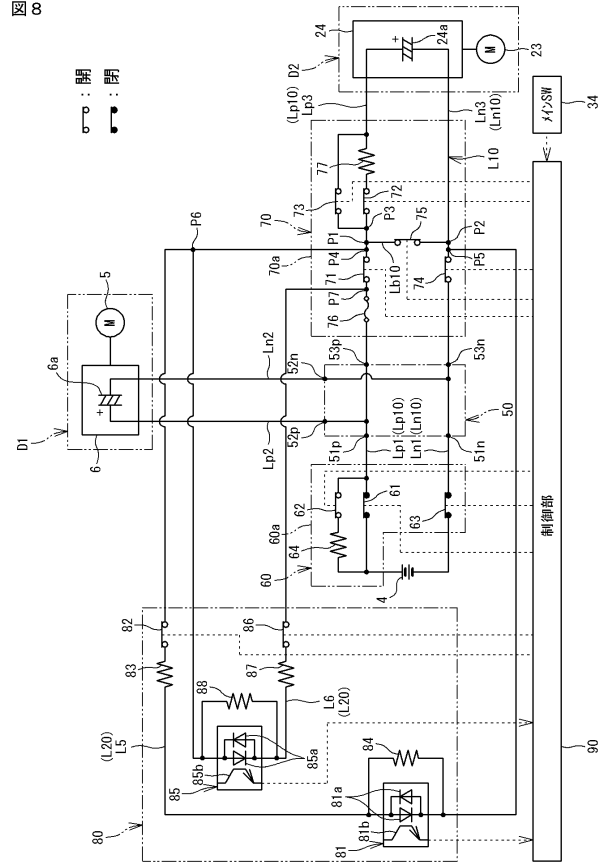 図8
：開
：閉
24
24a
+
M
23
D2
(Lp10)
Lp3
Ln3
(Ln10)
メインSW
34
L10
77
73
72
70
P3
P1
75
P2
70a
P4
P5
71
Lb10
74
P7
76
P6
5
M
6a
+
6
D1
Ln2
52n
53p
53n
Lp2
52p
50
51p
Lp1(Lp10)
Ln1(Ln10)
51n
62
61
60a
63
64
60
4
制御部
90
82
86
83
87
88
(L20)
L5
L6
(L20)
85b
85a
85
84
81a
81b
81
80